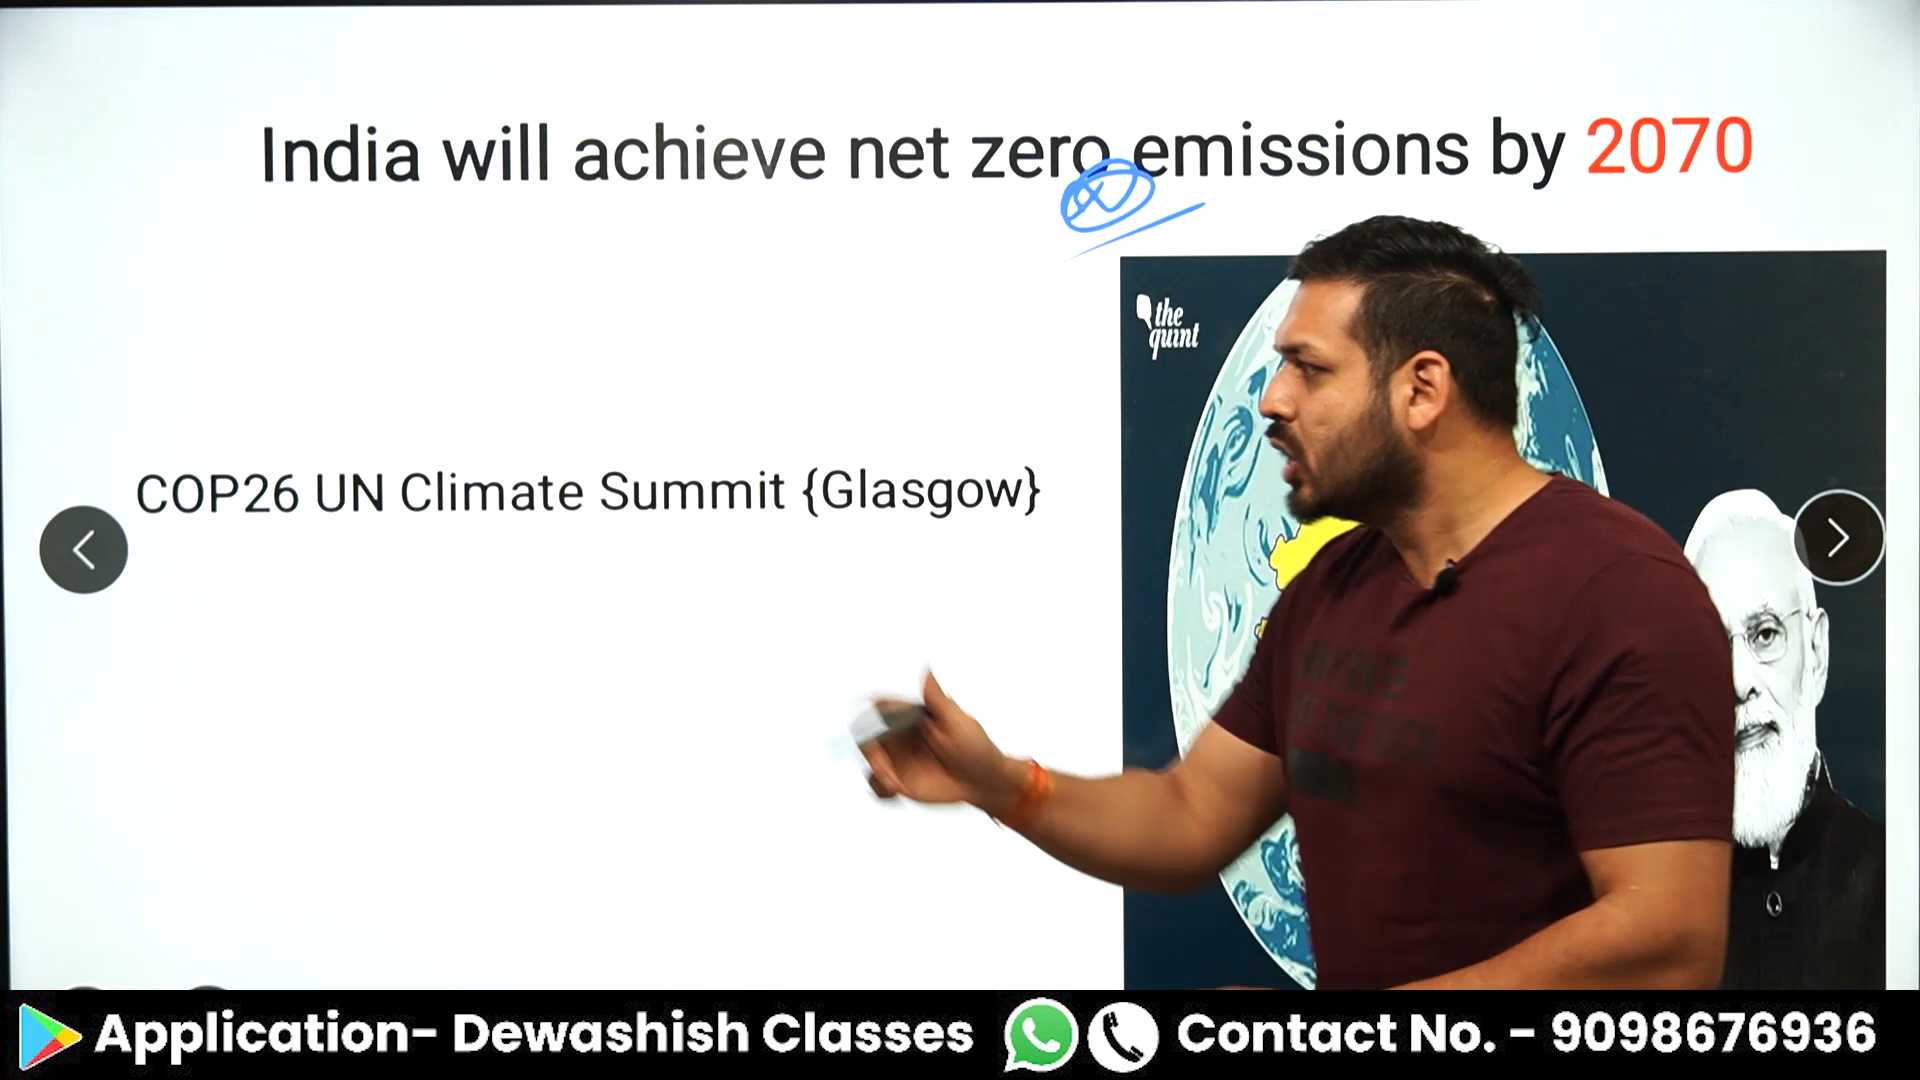 India will achieve net zero emissions by 2070
the
quint
COP26 UN Climate Summit {Glasgow}
Application- Dewashish Classes
Contact No. - 9098676936